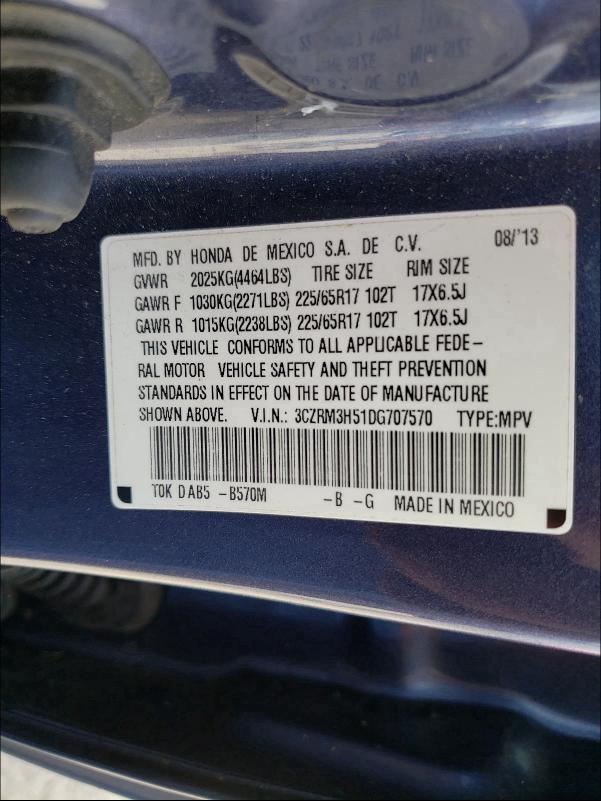 MFD. BY HONDA DE MEXICO S.A. DE C.V. 08/'13
GVWR 2025KG(4464LBS) TIRE SIZE RIM SIZE
GAWR F 1030KG(2271LBS) 225/65R17 102T 17X6.5J
GAWR R 1015KG(2238LBS) 225/65R17 102T 17X6.5J
THIS VEHICLE CONFORMS TO ALL APPLICABLE FEDE-
RAL MOTOR VEHICLE SAFETY AND THEFT PREVENTION
STANDARDS IN EFFECT ON THE DATE OF MANUFACTURE
SHOWN ABOVE. V.I.N.: 3CZRM3H51DG707570 TYPE:MPV
TOK DAB5 -B570M -B -G MADE IN MEXICO